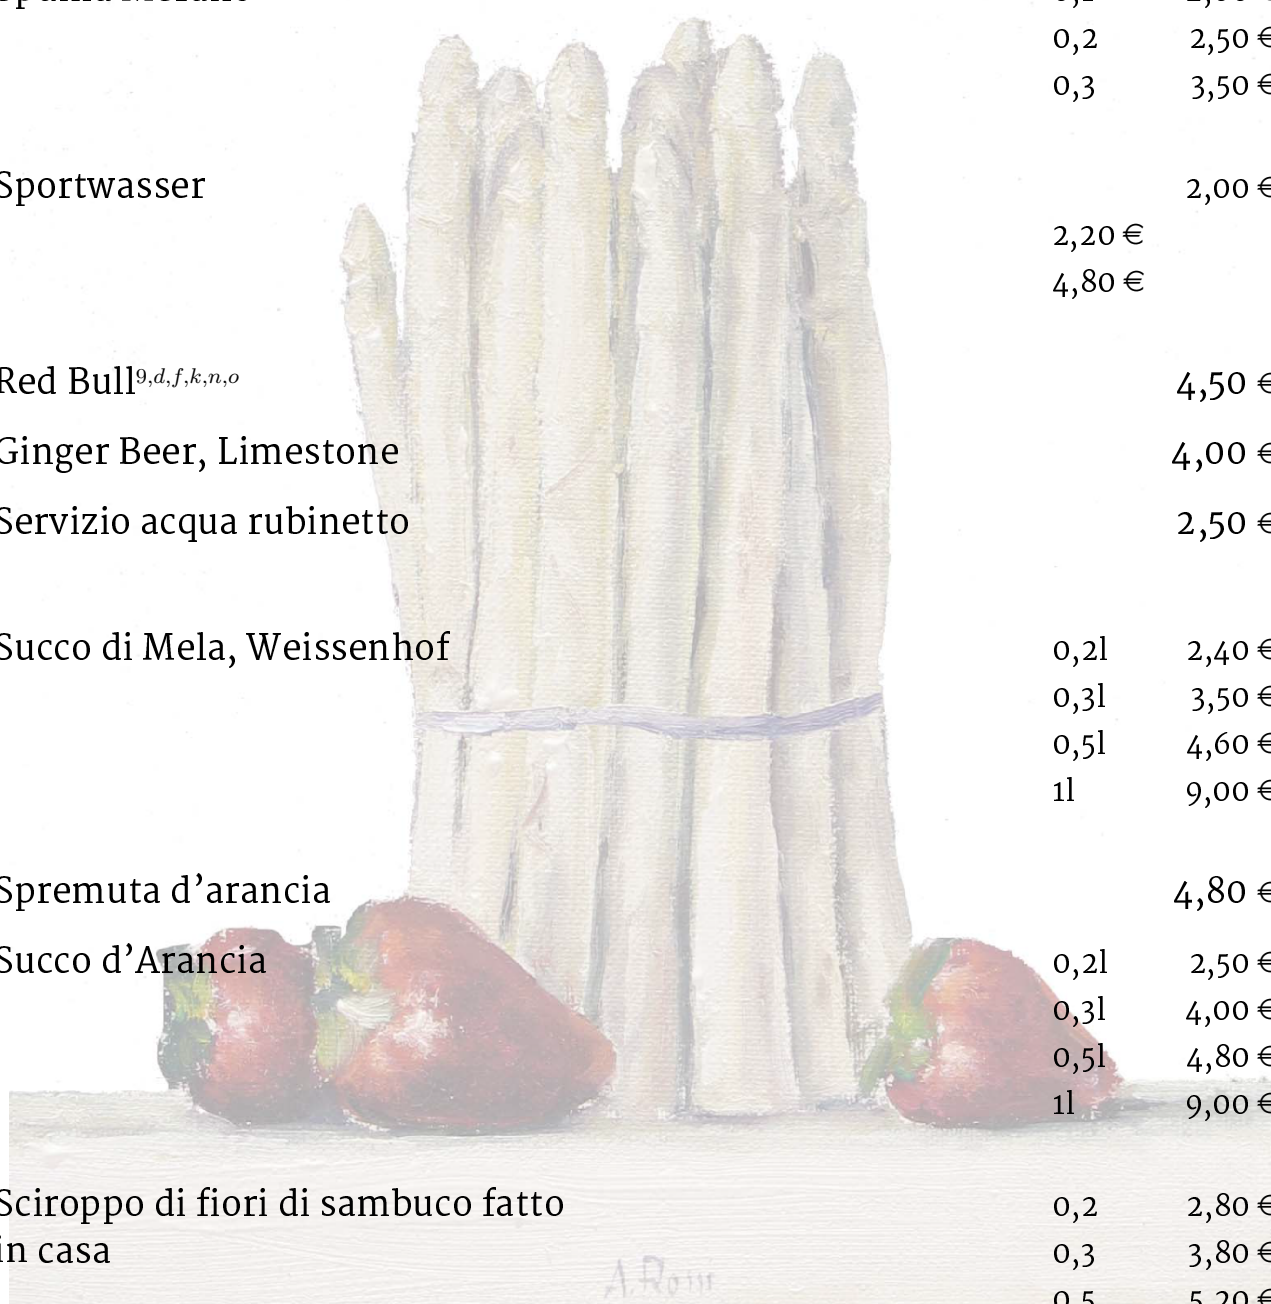 0,2 2,50 €
0,3 3,50 €
Sportwasser 2,00 €
2,20 €
4,80 €
Red Bull9,d,f,k,n,o 4,50 €
Ginger Beer, Limestone 4,00 €
Servizio acqua rubinetto 2,50 €
Succo di Mela, Weissenhof 0,2l 2,40 €
0,3l 3,50 €
0,5l 4,60 €
1l 9,00 €
Spremuta d’arancia 4,80 €
Succo d’Arancia 0,2l 2,50 €
0,3l 4,00 €
0,5l 4,80 €
1l 9,00 €
Sciroppo di fiori di sambuco fatto 0,2 2,80 €
in casa 0,3 3,80 €
0,5 5,20 €